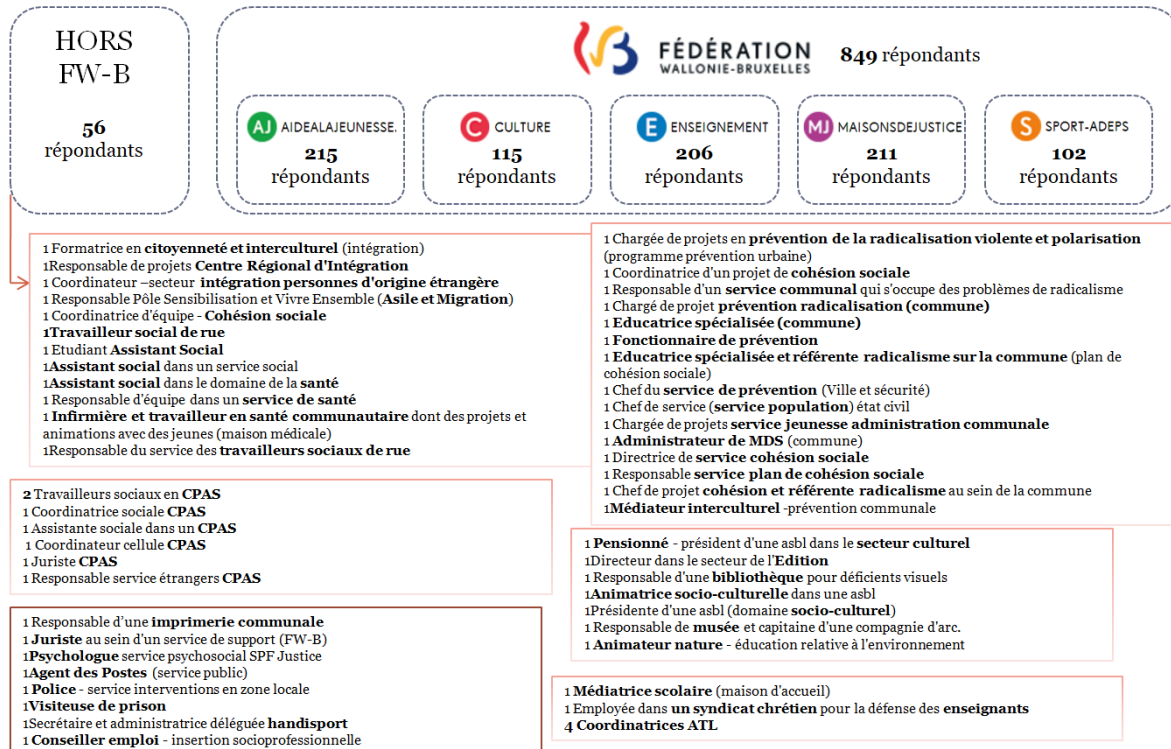 HORS
FW-B
56
répondants
FÉDÉRATION
WALLONIE-BRUXELLES
849 répondants
AJ AIDEALAJEUNESSE.
215
répondants
C CULTURE
115
répondants
E ENSEIGNEMENT
206
répondants
MJ MAISONSDEJUSTICE
211
répondants
S SPORT-ADEPS
102
répondants
1 Formatrice en citoyenneté et interculturel (intégration)
1Responsable de projets Centre Régional d'Intégration
1 Coordinateur –secteur intégration personnes d'origine étrangère
1 Responsable Pôle Sensibilisation et Vivre Ensemble (Asile et Migration)
1 Coordinatrice d'équipe - Cohésion sociale
1Travailleur social de rue
1 Etudiant Assistant Social
1Assistant social dans un service social
1Assistant social dans le domaine de la santé
1 Responsable d'équipe dans un service de santé
1 Infirmière et travailleur en santé communautaire dont des projets et
animations avec des jeunes (maison médicale)
1Responsable du service des travailleurs sociaux de rue
2 Travailleurs sociaux en CPAS
1 Coordinatrice sociale CPAS
1 Assistante sociale dans un CPAS
1 Coordinateur cellule CPAS
1 Juriste CPAS
1 Responsable service étrangers CPAS
1 Responsable d'une imprimerie communale
1 Juriste au sein d'un service de support (FW-B)
1Psychologue service psychosocial SPF Justice
1Agent des Postes (service public)
1 Police - service interventions en zone locale
1Visiteuse de prison
1Secrétaire et administratrice déléguée handisport
1 Conseiller emploi - insertion socioprofessionnelle
1 Chargée de projets en prévention de la radicalisation violente et polarisation
(programme prévention urbaine)
1 Coordinatrice d'un projet de cohésion sociale
1 Responsable d'un service communal qui s'occupe des problèmes de radicalisme
1 Chargé de projet prévention radicalisation (commune)
1 Educatrice spécialisée (commune)
1 Fonctionnaire de prévention
1 Educatrice spécialisée et référente radicalisme sur la commune (plan de
cohésion sociale)
1 Chef du service de prévention (Ville et sécurité)
1 Chef de service (service population) état civil
1 Chargée de projets service jeunesse administration communale
1 Administrateur de MDS (commune)
1 Directrice de service cohésion sociale
1 Responsable service plan de cohésion sociale
1 Chef de projet cohésion et référente radicalisme au sein de la commune
1Médiateur interculturel -prévention communale
1 Pensionné - président d'une asbl dans le secteur culturel
1Directeur dans le secteur de l'Edition
1 Responsable d'une bibliothèque pour déficients visuels
1Animatrice socio-culturelle dans une asbl
1Présidente d'une asbl (domaine socio-culturel)
1 Responsable de musée et capitaine d'une compagnie d'arc.
1 Animateur nature - éducation relative à l'environnement
1 Médiatrice scolaire (maison d'accueil)
1 Employée dans un syndicat chrétien pour la défense des enseignants
4 Coordinatrices ATL